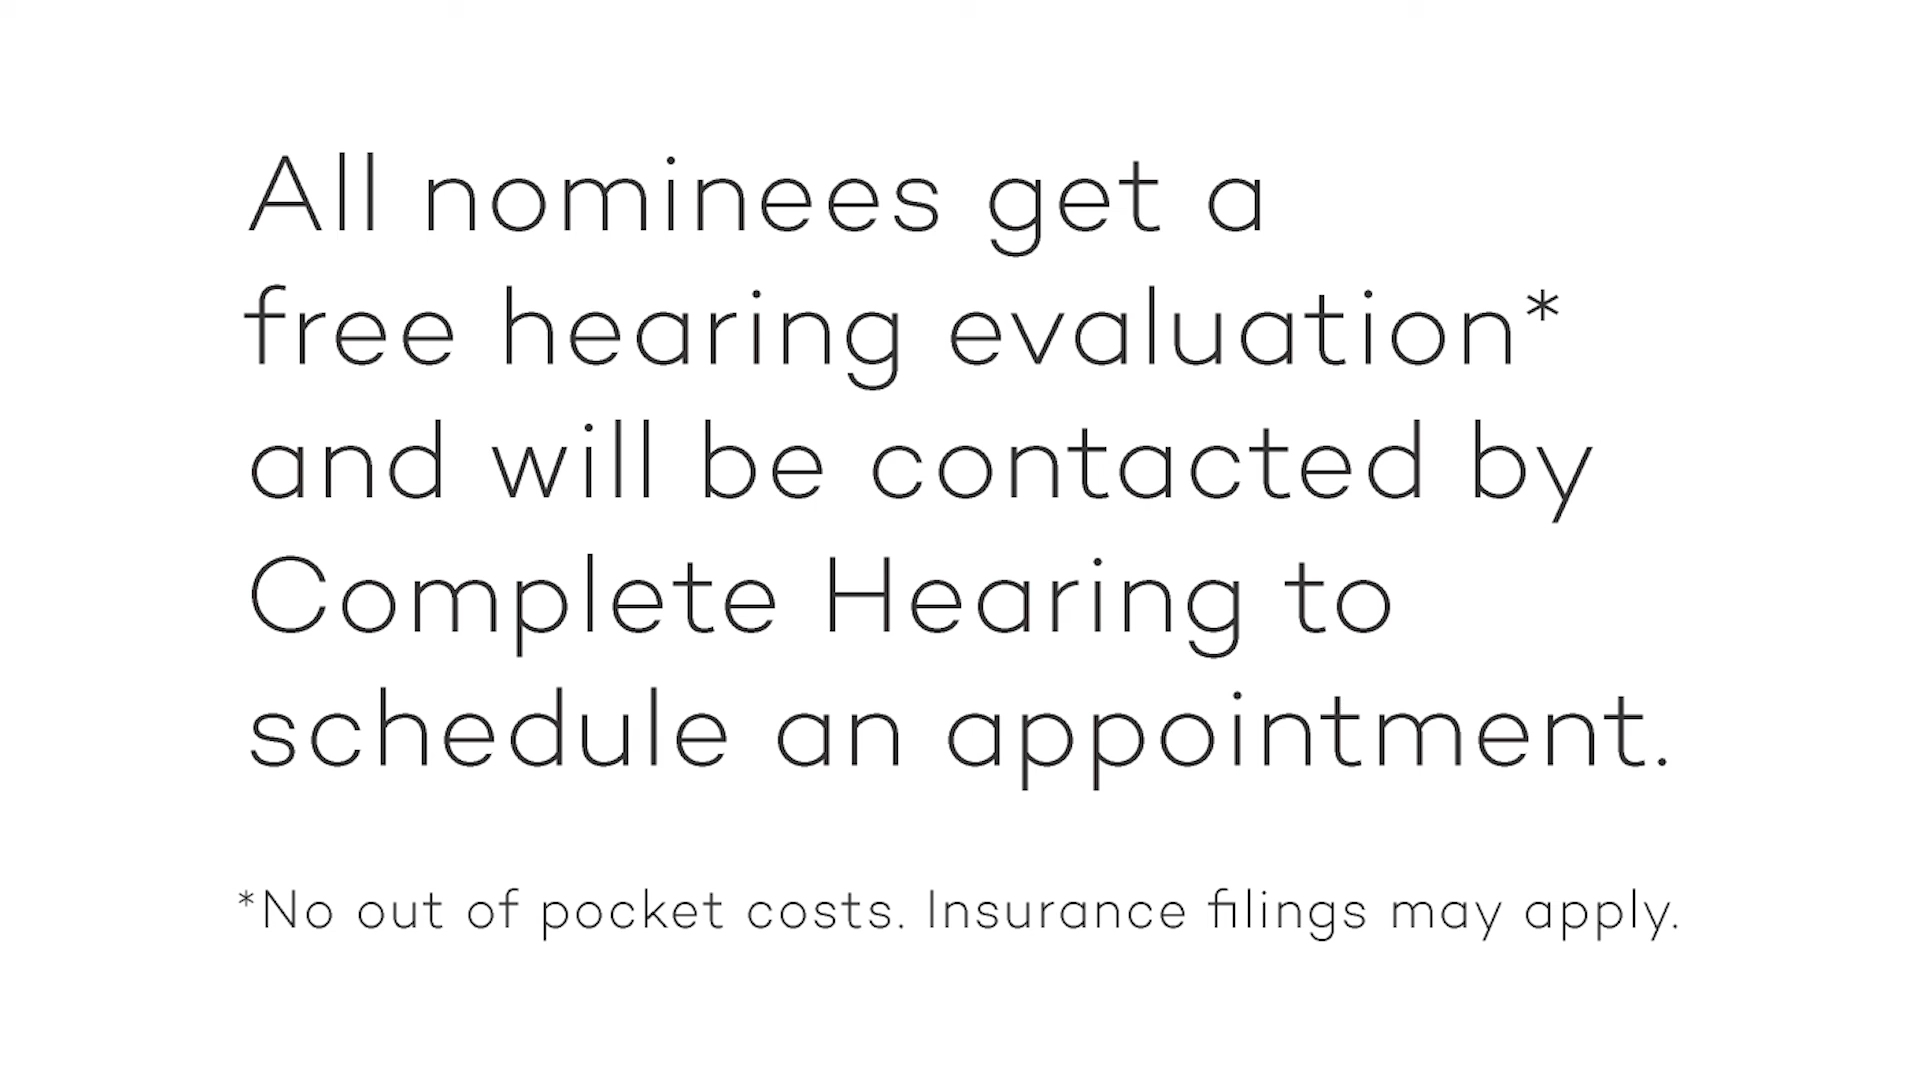 All nominees get a
free hearing evaluation*
and will be contacted by
Complete Hearing to
schedule an appointment.
*No out of pocket costs. Insurance filings may apply.